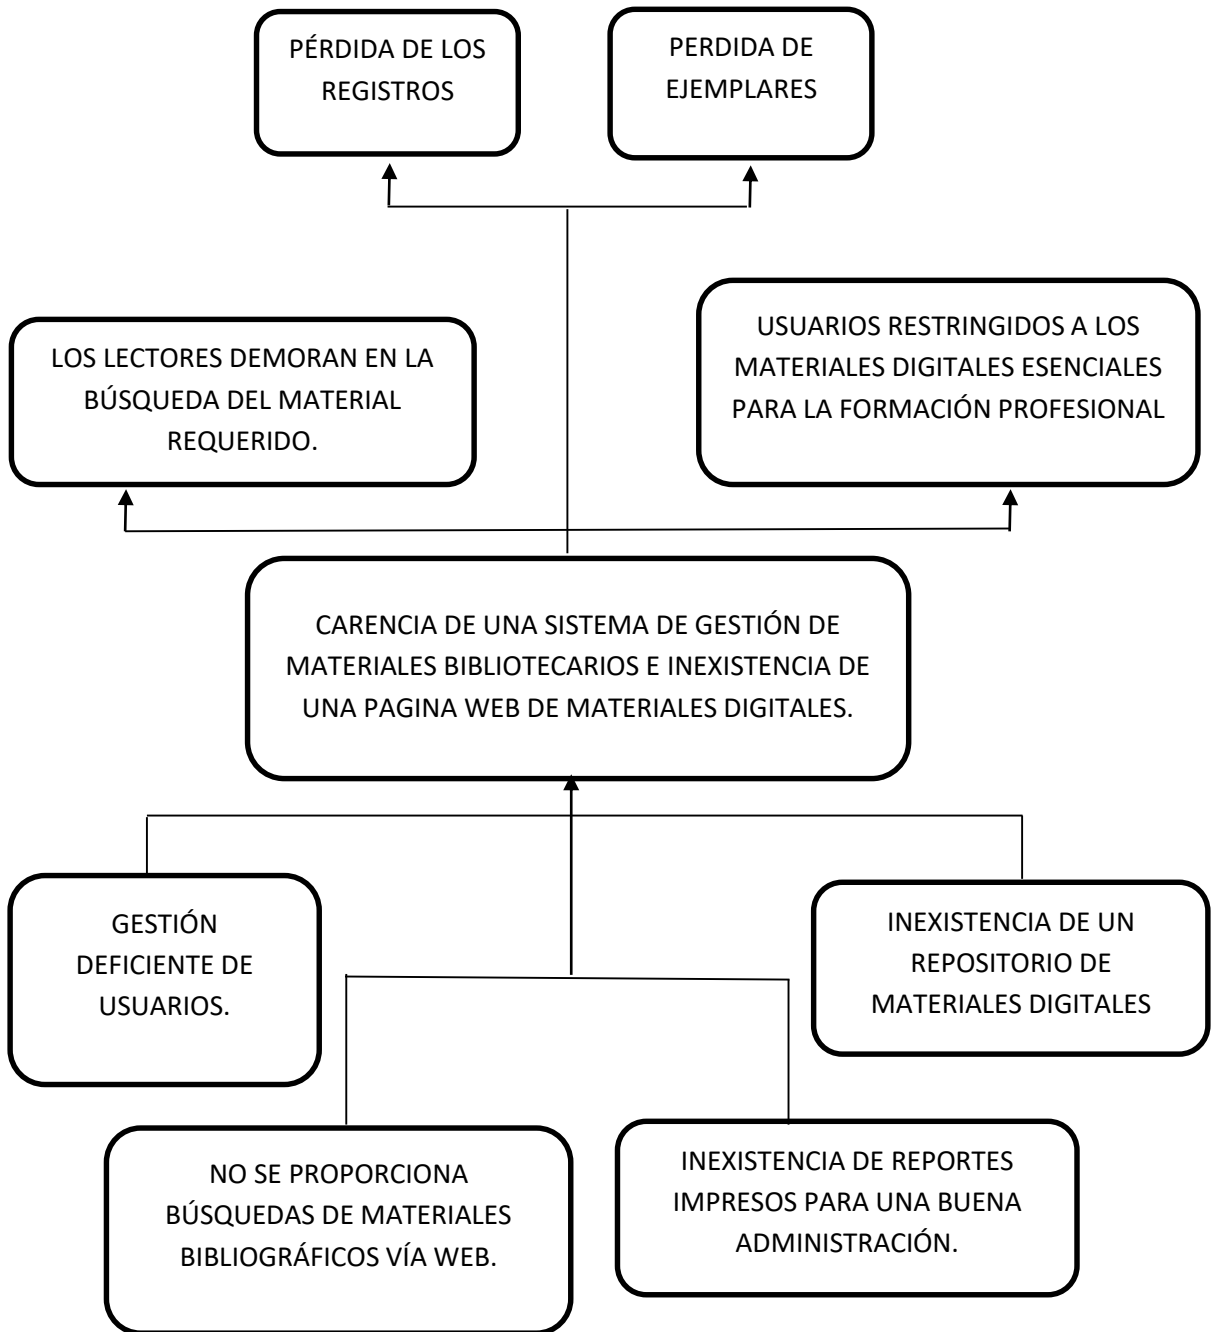 PÉRDIDA DE LOS
REGISTROS
PERDIDA DE
EJEMPLARES
LOS LECTORES DEMORAN EN LA
BÚSQUEDA DEL MATERIAL
REQUERIDO.
USUARIOS RESTRINGIDOS A LOS
MATERIALES DIGITALES ESENCIALES
PARA LA FORMACIÓN PROFESIONAL
CARENCIA DE UNA SISTEMA DE GESTIÓN DE
MATERIALES BIBLIOTECARIOS E INEXISTENCIA DE
UNA PAGINA WEB DE MATERIALES DIGITALES.
GESTIÓN
DEFICIENTE DE
USUARIOS.
INEXISTENCIA DE UN
REPOSITORIO DE
MATERIALES DIGITALES
NO SE PROPORCIONA
BÚSQUEDAS DE MATERIALES
BIBLIOGRÁFICOS VÍA WEB.
INEXISTENCIA DE REPORTES
IMPRESOS PARA UNA BUENA
ADMINISTRACIÓN.